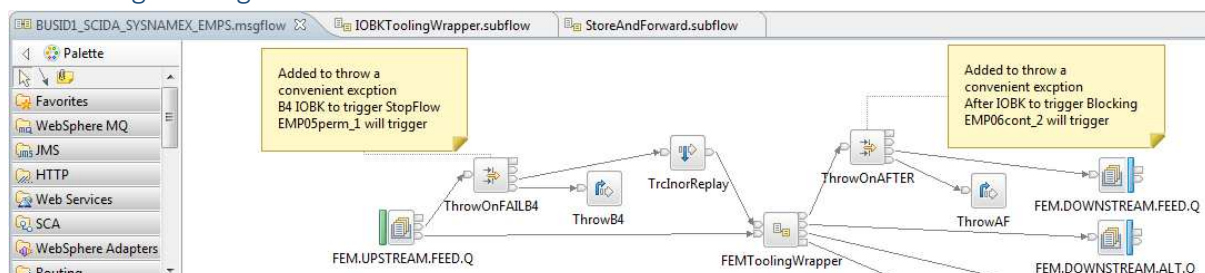 BUSID1_SCIDA_SYSNAMEX_EMPS.msgflow
IOBKToolingWrapper.subflow
StoreAndForward.subflow
Palette
Favorites
WebSphere MQ
JMS
HTTP
Web Services
SCA
WebSphere Adapters
Routing
Added to throw a
convenient excption
B4 IOBK to trigger StopFlow
EMP05perm_1 will trigger
Added to throw a
convenient excption
After IOBK to trigger Blocking
EMP06cont_2 will trigger
ThrowOnFAILB4
ThrowB4
TrcInorReplay
ThrowOnAFTER
ThrowAF
FEM.DOWNSTREAM.FEED.Q
FEM.UPSTREAM.FEED.Q
FEMToolingWrapper
FEM.DOWNSTREAM.ALT.Q